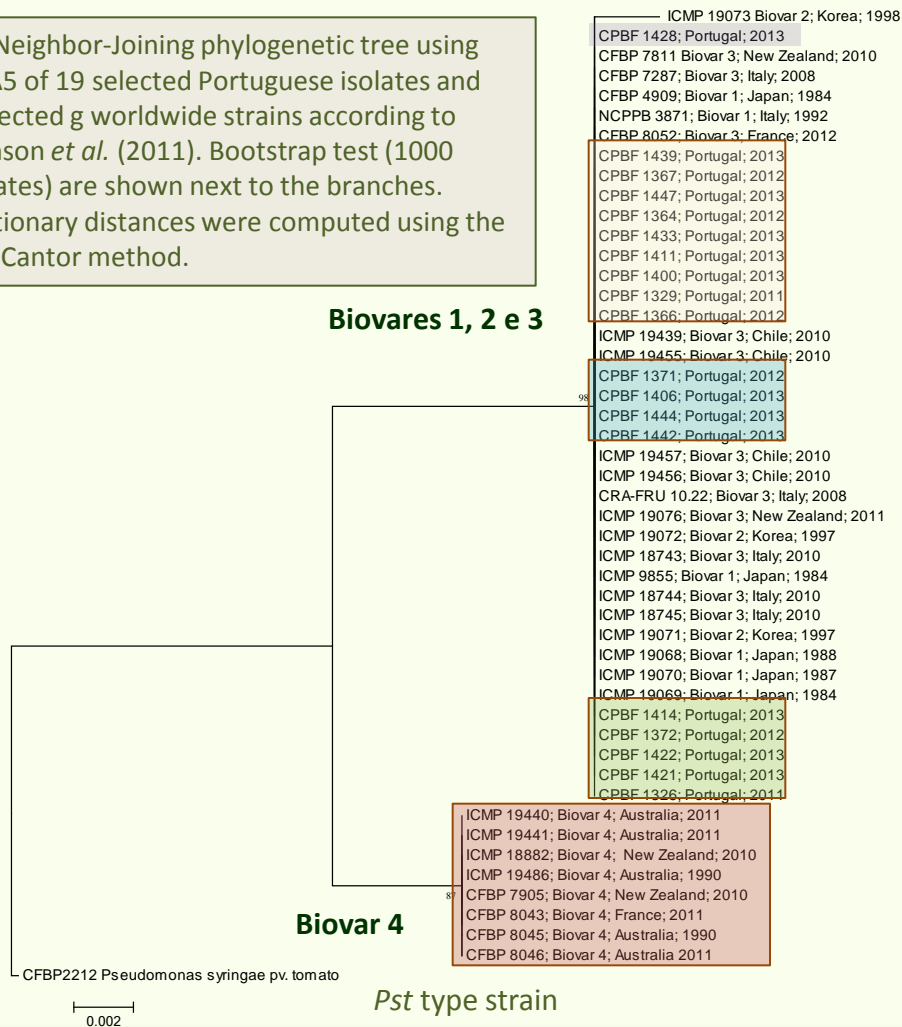 Neighbor-Joining phylogenetic tree using
A5 of 19 selected Portuguese isolates and
ected g worldwide strains according to
son et al. (2011). Bootstrap test (1000
ates) are shown next to the branches.
tionary distances were computed using the
Cantor method.
Biovares 1, 2 e 3
ICMP 19073 Biovar 2; Korea; 1998
CPBF 1428; Portugal; 2013
CFBP 7811 Biovar 3; New Zealand; 2010
CFBP 7287; Biovar 3; Italy; 2008
CFBP 4909; Biovar 1; Japan; 1984
NCPPB 3871; Biovar 1; Italy; 1992
CFBP 8052; Biovar 3; France; 2012
CPBF 1439; Portugal; 2013
CPBF 1367; Portugal; 2012
CPBF 1447; Portugal; 2013
CPBF 1364; Portugal; 2012
CPBF 1433; Portugal; 2013
CPBF 1411; Portugal; 2013
CPBF 1400; Portugal; 2013
CPBF 1329; Portugal; 2011
CPBF 1366; Portugal; 2012
ICMP 19439; Biovar 3; Chile; 2010
ICMP 19455; Biovar 3; Chile; 2010
CPBF 1371; Portugal; 2012
CPBF 1406; Portugal; 2013
CPBF 1444; Portugal; 2013
CPBF 1442; Portugal; 2013
98
ICMP 19457; Biovar 3; Chile; 2010
ICMP 19456; Biovar 3; Chile; 2010
CRA-FRU 10.22; Biovar 3; Italy; 2008
ICMP 19076; Biovar 3; New Zealand; 2011
ICMP 19072; Biovar 2; Korea; 1997
ICMP 18743; Biovar 3; Italy; 2010
ICMP 9855; Biovar 1; Japan; 1984
ICMP 18744; Biovar 3; Italy; 2010
ICMP 18745; Biovar 3; Italy; 2010
ICMP 19071; Biovar 2; Korea; 1997
ICMP 19068; Biovar 1; Japan; 1988
ICMP 19070; Biovar 1; Japan; 1987
ICMP 19069; Biovar 1; Japan; 1984
CPBF 1414; Portugal; 2013
CPBF 1372; Portugal; 2012
CPBF 1422; Portugal; 2013
CPBF 1421; Portugal; 2013
CPBF 1326; Portugal; 2011
ICMP 19440; Biovar 4; Australia; 2011
ICMP 19441; Biovar 4; Australia; 2011
ICMP 18882; Biovar 4; New Zealand; 2010
ICMP 19486; Biovar 4; Australia; 1990
87
CFBP 7905; Biovar 4; New Zealand; 2010
CFBP 8043; Biovar 4; France; 2011
CFBP 8045; Biovar 4; Australia; 1990
CFBP 8046; Biovar 4; Australia 2011
Biovar 4
CFBP2212 Pseudomonas syringae pv. tomato
Pst type strain
0.002